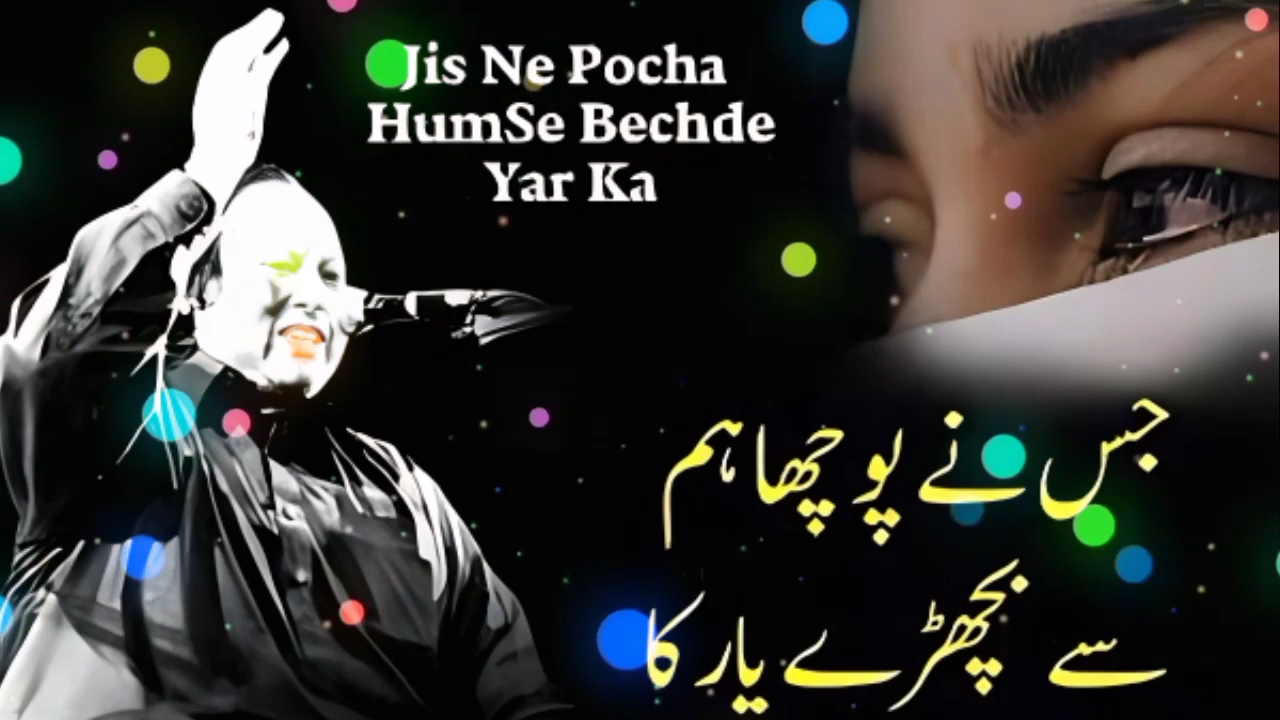 Jis Ne Pocha
HumSe Bechde
Yar Ka
جس نے پوچھا ہم
سے بچھڑے یار کا